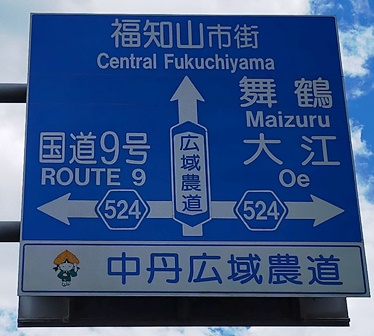 福知山市街
Central Fukuchiyama
舞鶴
Maizuru
国道9号
ROUTE 9
広域農道
大江
Oe
524
524
中丹広域農道